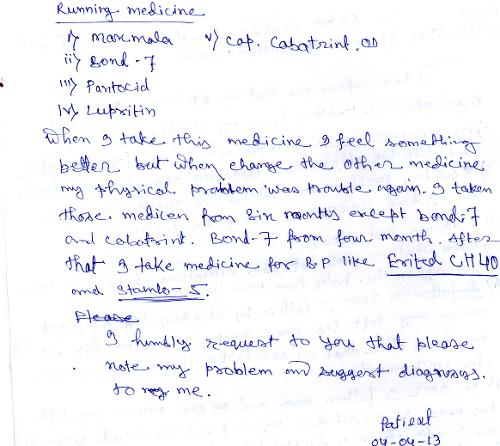 Running medicine
i) Maxmala v) Cap. Cabatrint. OD
ii) Bond - 7
iii) Pantocid
iv) Lupritin
When I take this medicine I feel something
better but when change the other medicine
my physical problem was trouble again. I taken
those. medicen from six months except bond-7
and cabatrint. Bond-7 from four month. After
that I take medicine for B.P like Erited CH40
and Stamlo-5.
Please
I humbly request to you that please
note my problem and suggest diagnosys.
to me.
Patient
04-04-13